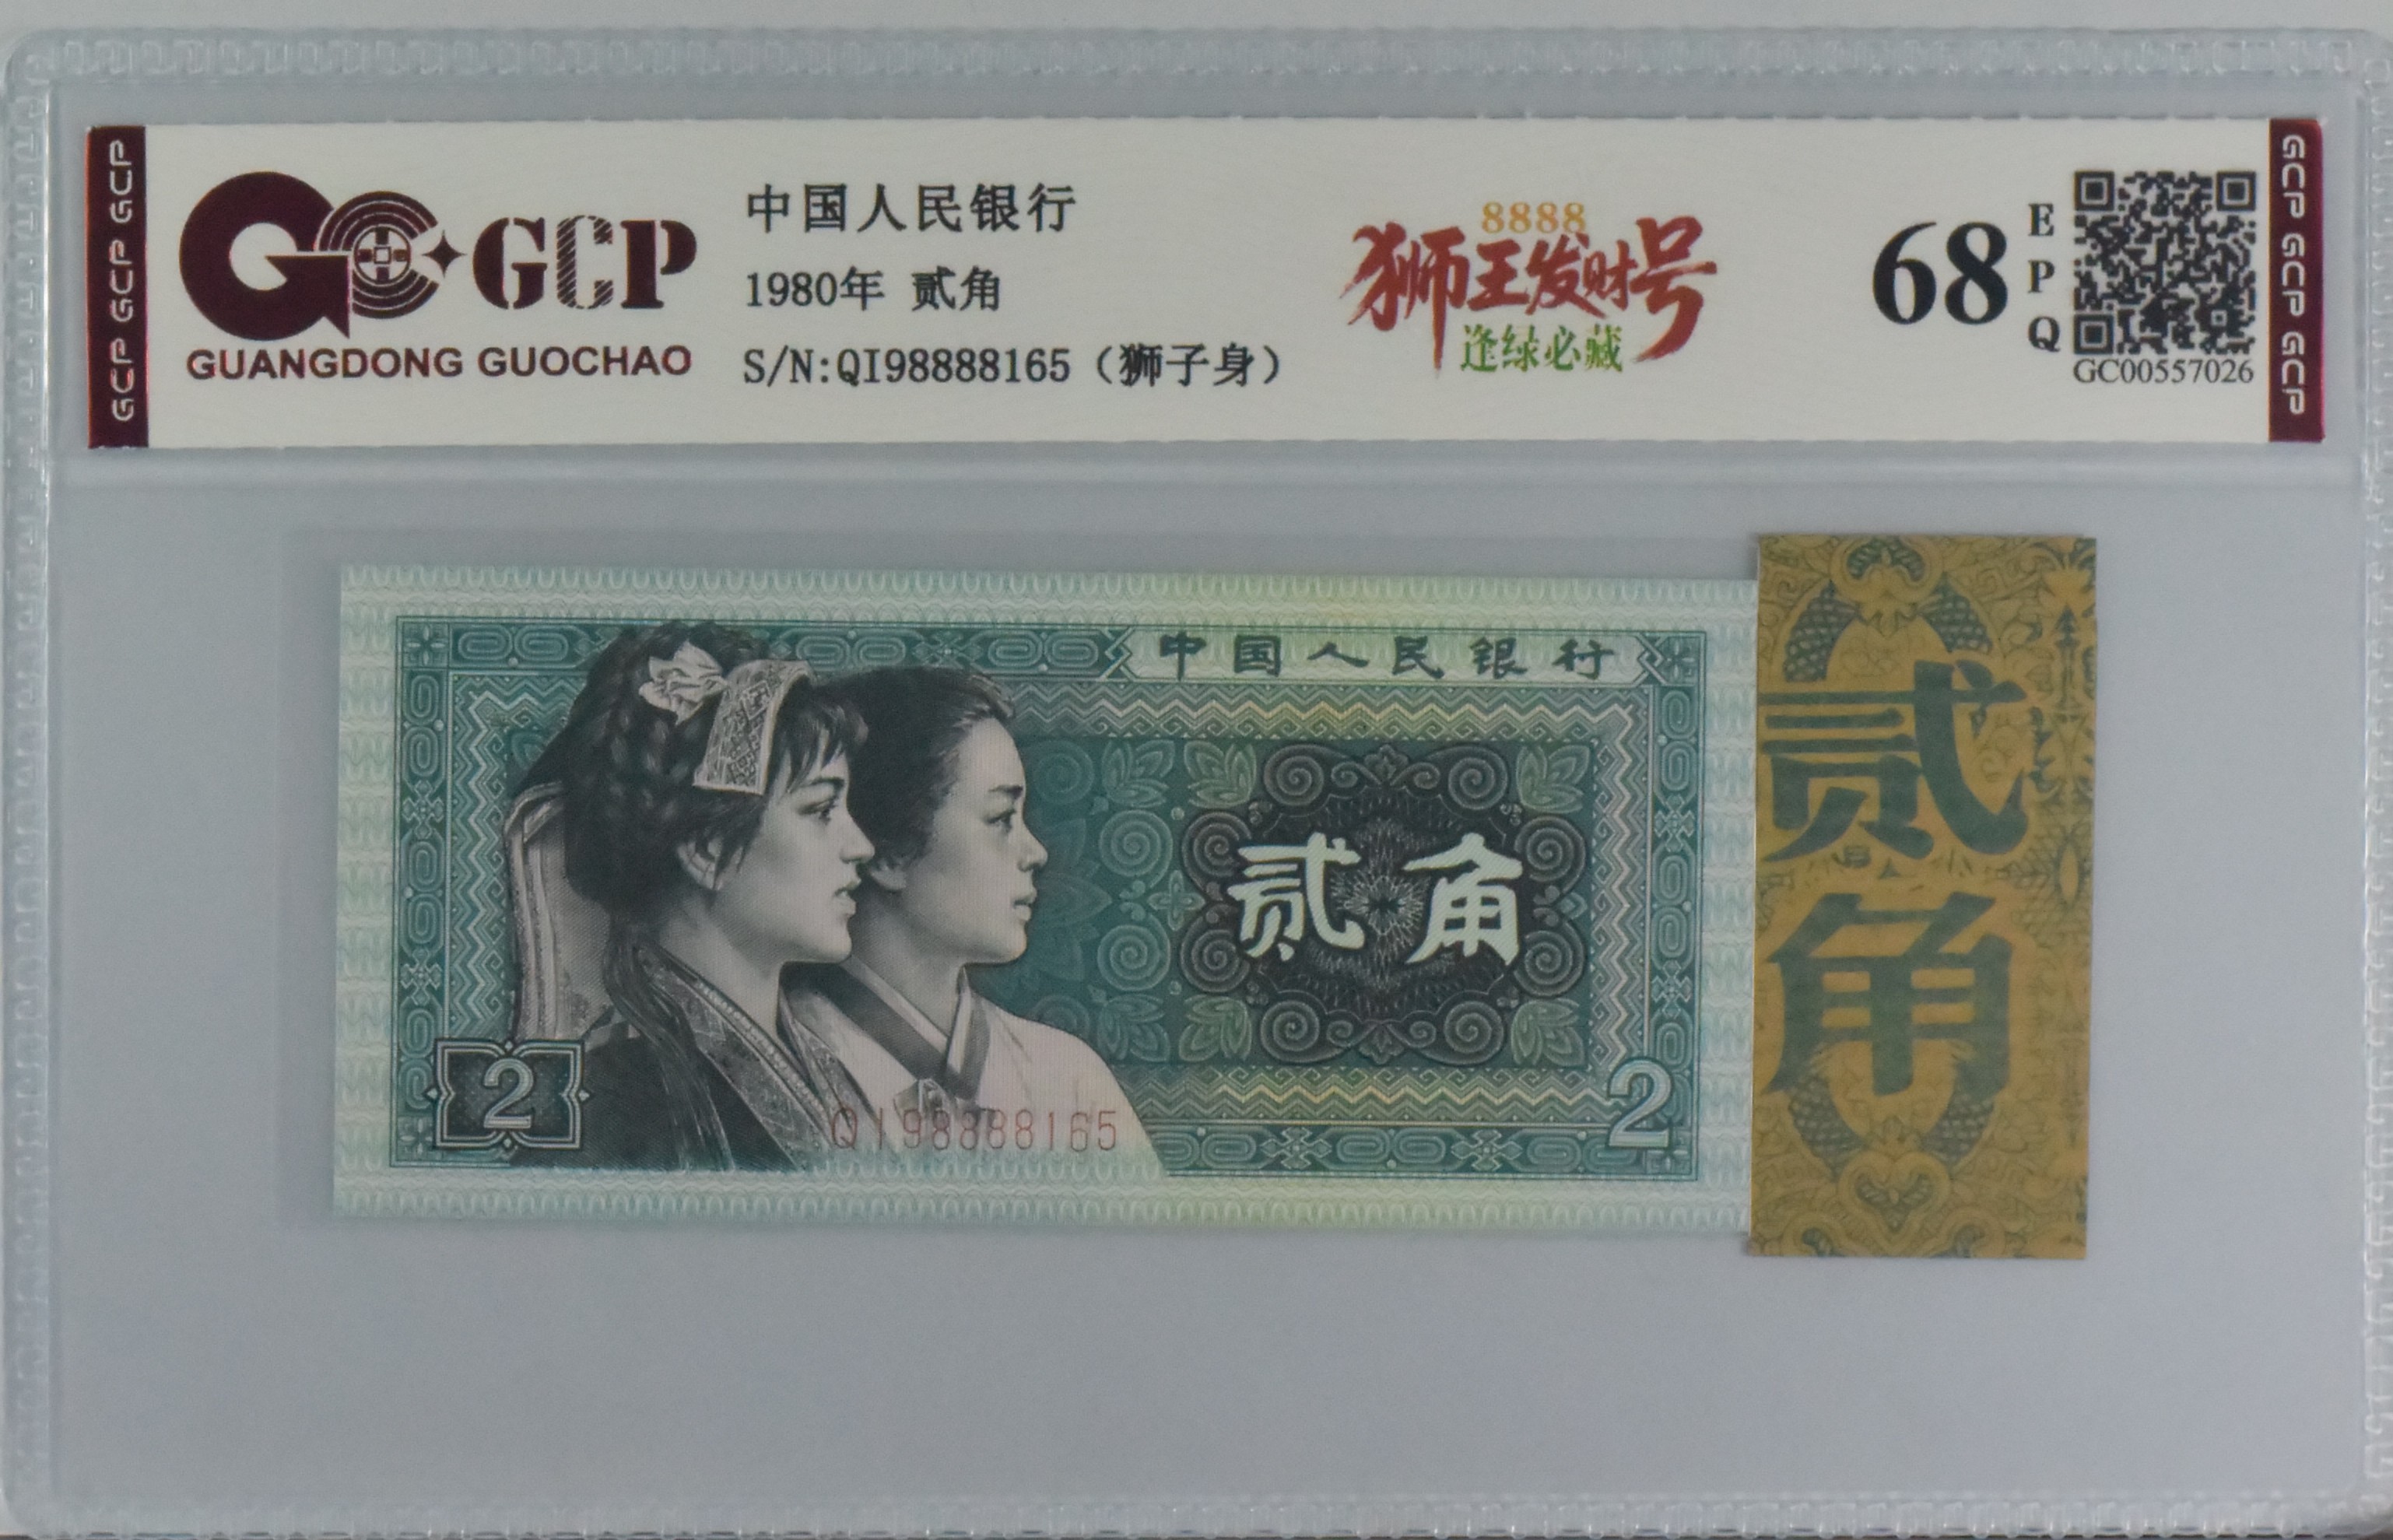 GCP GCP GCP
GCP
GUANGDONG GUOCHAO
中国人民银行
1980年 贰角
S/N:QI98888165（狮子身）
8888
狮王发财号
逢绿必藏
68
EPQ
GC00557026
GCP GCP GCP
中国人民银行
贰角
2
QI98888165
2
贰角